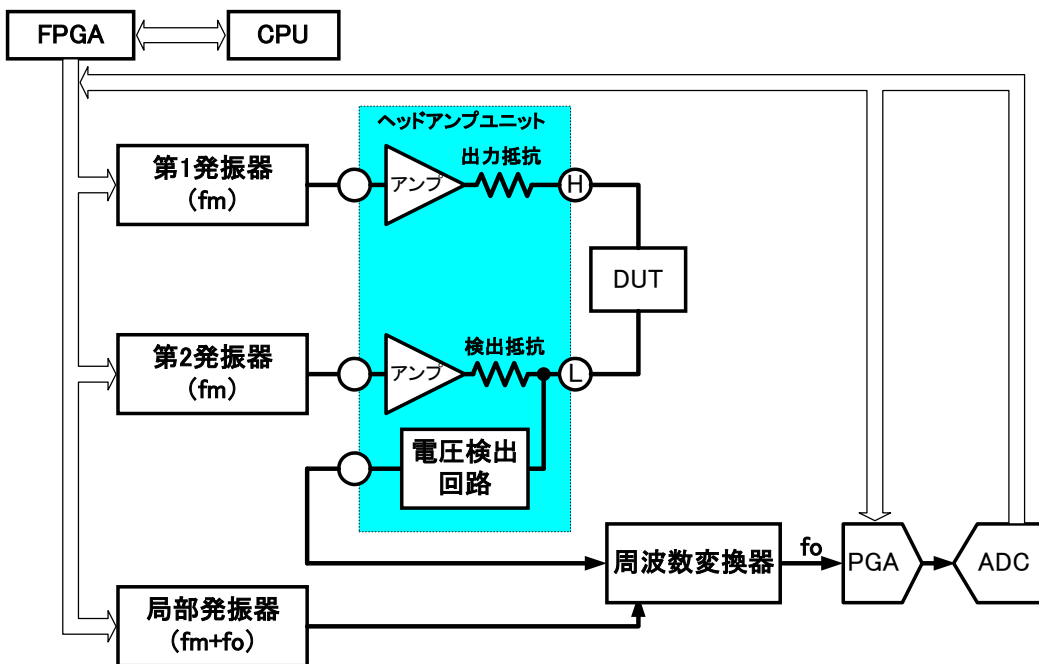 FPGA
CPU
ヘッドアンプユニット
第1発振器
(fm)
アンプ
出力抵抗
H
DUT
第2発振器
(fm)
アンプ
検出抵抗
L
電圧検出
回路
周波数変換器
fo
PGA
ADC
局部発振器
(fm+fo)